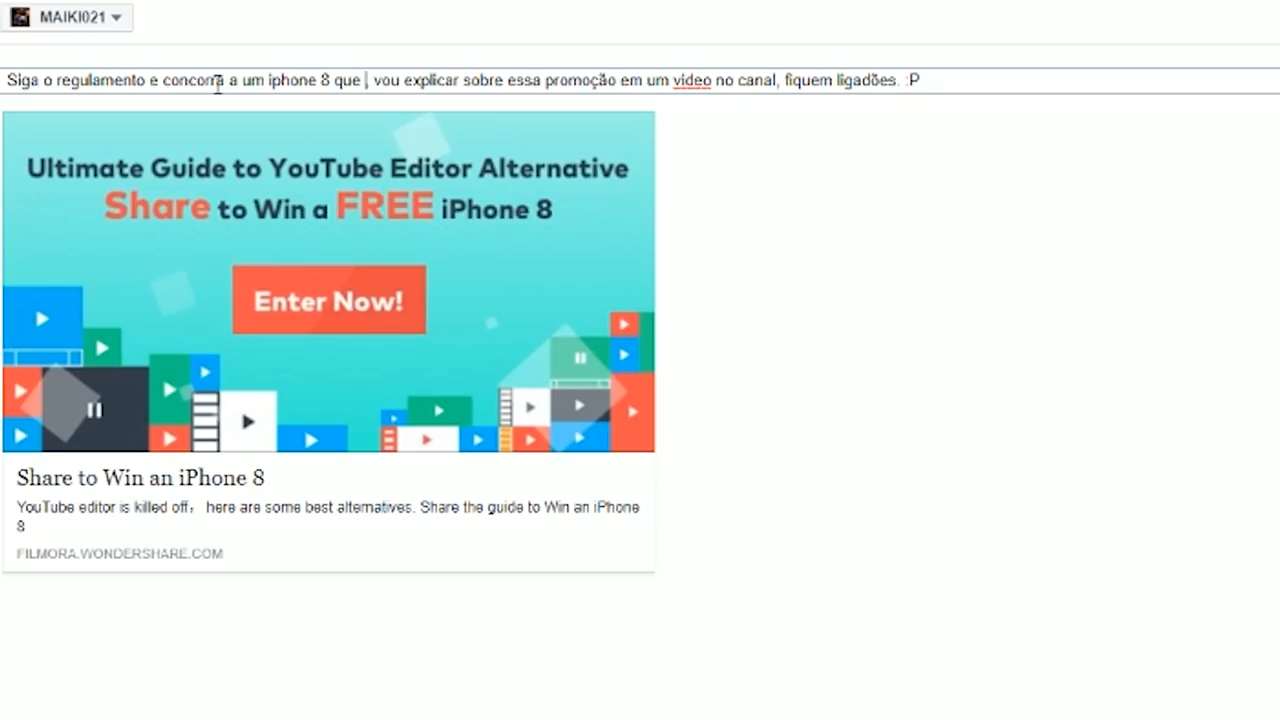 MAIKI021
Siga o regulamento e concorra a um iphone 8 que , vou explicar sobre essa promoção em um video no canal, fiquem ligadões. :P
Ultimate Guide to YouTube Editor Alternative
Share to Win a FREE iPhone 8
Enter Now!
Share to Win an iPhone 8
YouTube editor is killed off， here are some best alternatives. Share the guide to Win an iPhone
8
FILMORA.WONDERSHARE.COM